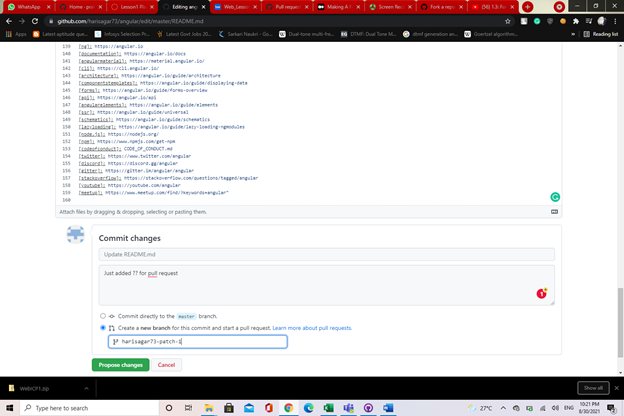 WhatsApp
Home - po
Lesson1 Pr
Editing ang
Web_Lesso
Pull reques
Making A F
Screen Re
Fork a rep
(56) 1.3: Fo
github.com/harisagar73/angular/edit/master/README.md
Apps
Bootstrap
Latest aptitude que...
Infosys Selection Pr...
Latest Govt Jobs 20...
Sarkari Naukri - Go...
Dual-tone multi-fre...
DTMF: Dual Tone M...
dtmf generation an...
Goertzel algorithm...
Reading list
139 [ng]: https://angular.io
140 [documentation]: https://angular.io/docs
141 [angularmaterial]: https://material.angular.io/
142 [cli]: https://cli.angular.io/
143 [architecture]: https://angular.io/guide/architecture
144 [componentstemplates]: https://angular.io/guide/displaying-data
145 [forms]: https://angular.io/guide/forms-overview
146 [api]: https://angular.io/api
147 [angularelements]: https://angular.io/guide/elements
148 [ssr]: https://angular.io/guide/universal
149 [schematics]: https://angular.io/guide/schematics
150 [lazyloading]: https://angular.io/guide/lazy-loading-ngmodules
151 [node.js]: https://nodejs.org/
152 [npm]: https://www.npmjs.com/get-npm
153 [codeofconduct]: CODE_OF_CONDUCT.md
154 [twitter]: https://www.twitter.com/angular
155 [discord]: https://discord.gg/angular
156 [gitter]: https://gitter.im/angular/angular
157 [stackoverflow]: https://stackoverflow.com/questions/tagged/angular
158 [youtube]: https://youtube.com/angular
159 [meetup]: https://www.meetup.com/find/?keywords=angular"
160
Attach files by dragging & dropping, selecting or pasting them.
Commit changes
Update README.md
Just added ?? for pull request
Commit directly to the master branch.
Create a new branch for this commit and start a pull request. Learn more about pull requests.
harisagar73-patch-1
Propose changes
Cancel
WebVCP1.zip
Show all
Type here to search
27°C
10:21 PM
8/30/2021